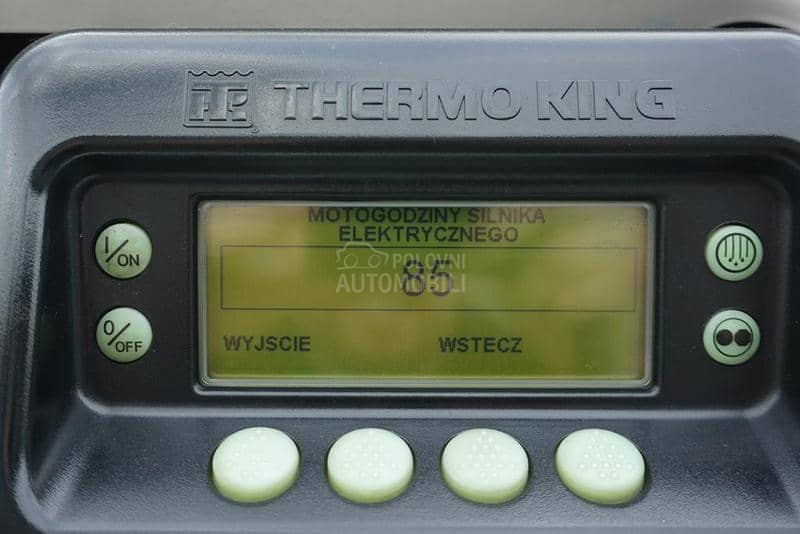 THERMO KING
MOTOGODZINY SILNIKA
ELEKTRYCZNEGO
85
POLOVNI
AUTOMOBILI
WYJSCIE WSTECZ
I/ON
0/OFF